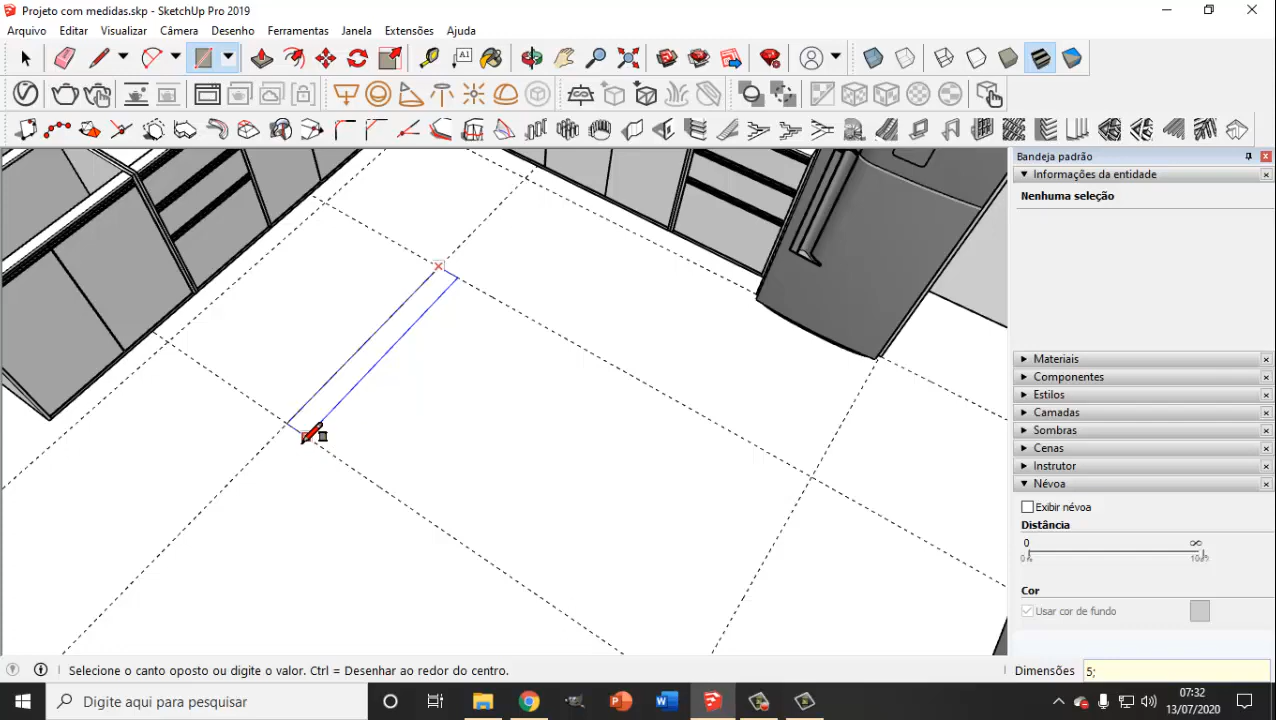 Projeto com medidas.skp - SketchUp Pro 2019
Arquivo Editar Visualizar Câmera Desenho Ferramentas Janela Extensões Ajuda
A1
Bandeja padrão
Informações da entidade
Nenhuma seleção
Materiais
Componentes
Estilos
Camadas
Sombras
Cenas
Instrutor
Névoa
Exibir névoa
Distância
0 ∞
0%
Cor
Usar cor de fundo
Selecione o canto oposto ou digite o valor. Ctrl = Desenhar ao redor do centro.
Dimensões 5;
Digite aqui para pesquisar
07:32
13/07/2020